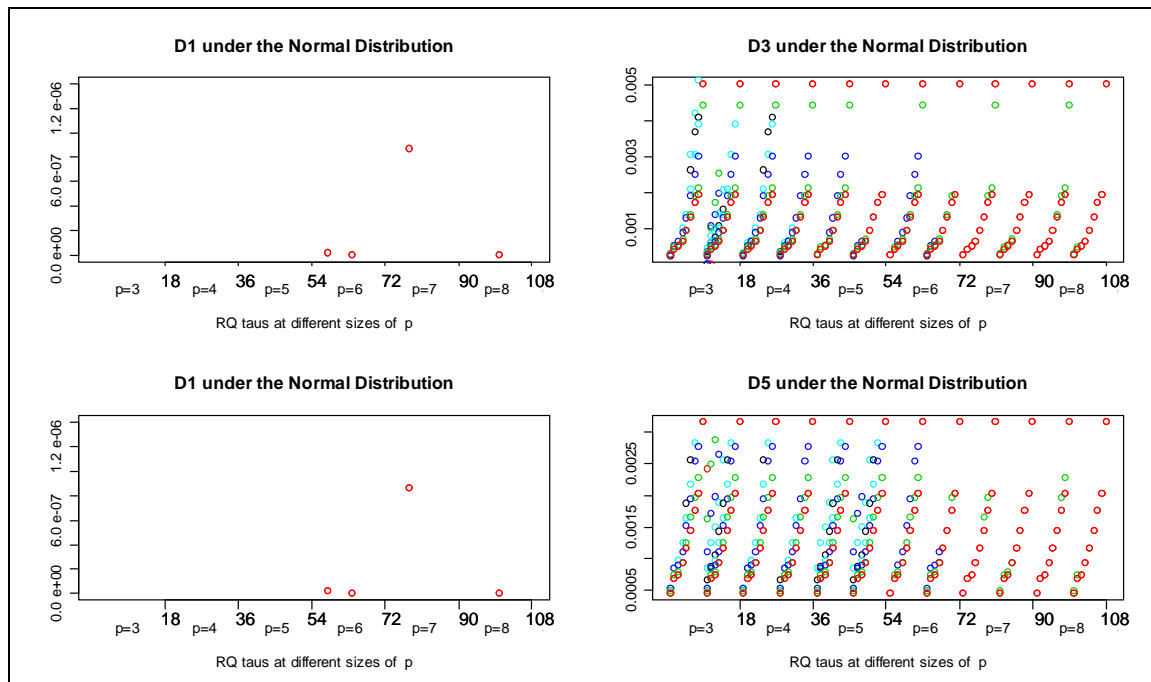 D1 under the Normal Distribution
1.2 e-06
6.0 e-07
0.0 e+00
18 36 54 72 90 108
p=3 p=4 p=5 p=6 p=7 p=8
RQ taus at different sizes of p
D3 under the Normal Distribution
0.005
0.003
0.001
18 36 54 72 90 108
p=3 p=4 p=5 p=6 p=7 p=8
RQ taus at different sizes of p
D1 under the Normal Distribution
1.2 e-06
6.0 e-07
0.0 e+00
18 36 54 72 90 108
p=3 p=4 p=5 p=6 p=7 p=8
RQ taus at different sizes of p
D5 under the Normal Distribution
0.0025
0.0015
0.0005
18 36 54 72 90 108
p=3 p=4 p=5 p=6 p=7 p=8
RQ taus at different sizes of p